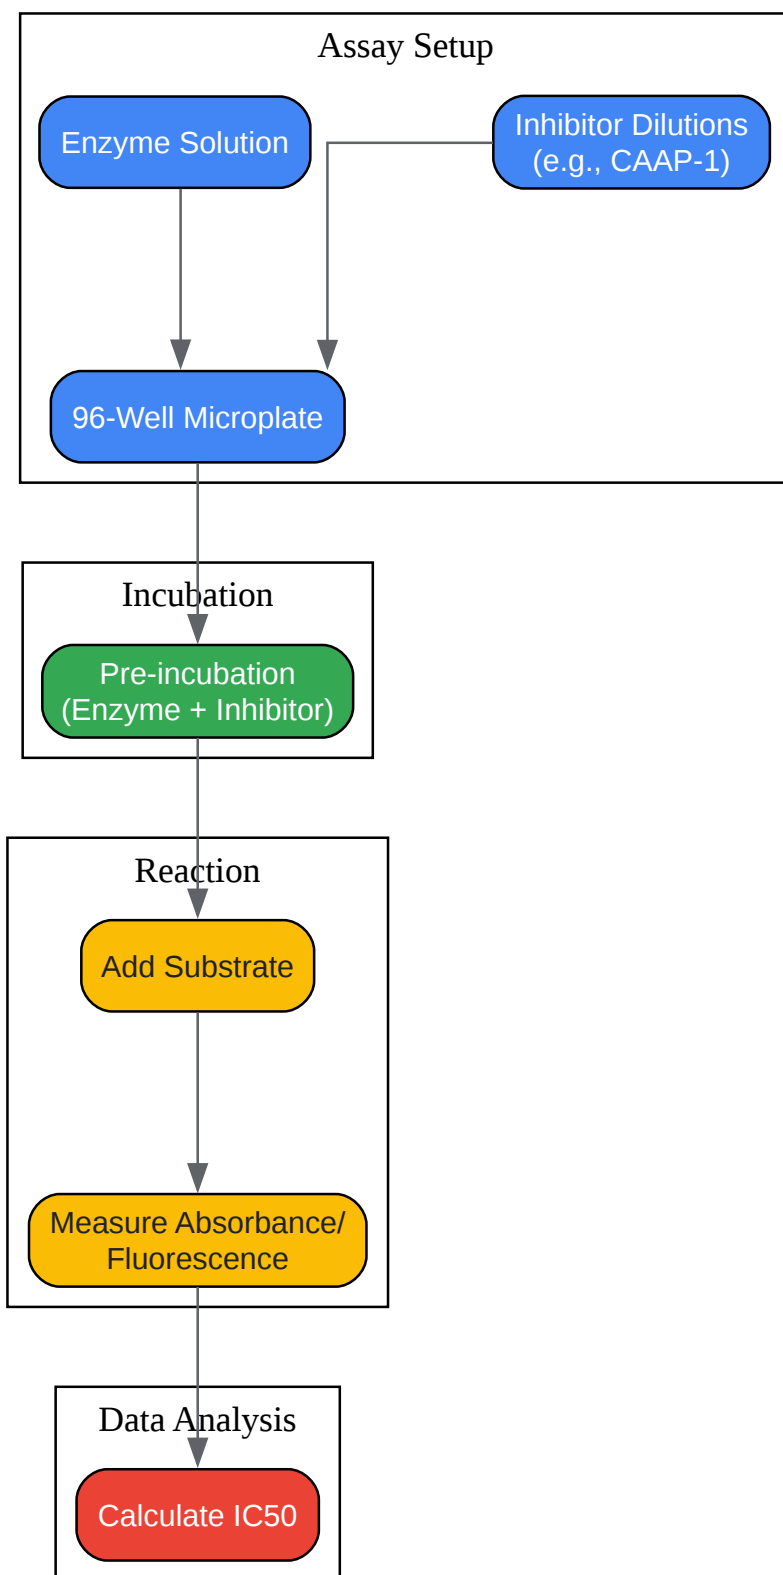 Assay Setup
Enzyme Solution
Inhibitor Dilutions
(e.g., CAAP-1)
96-Well Microplate
Incubation
Pre-incubation
(Enzyme + Inhibitor)
Reaction
Add Substrate
Measure Absorbance/
Fluorescence
Data Analysis
Calculate IC50